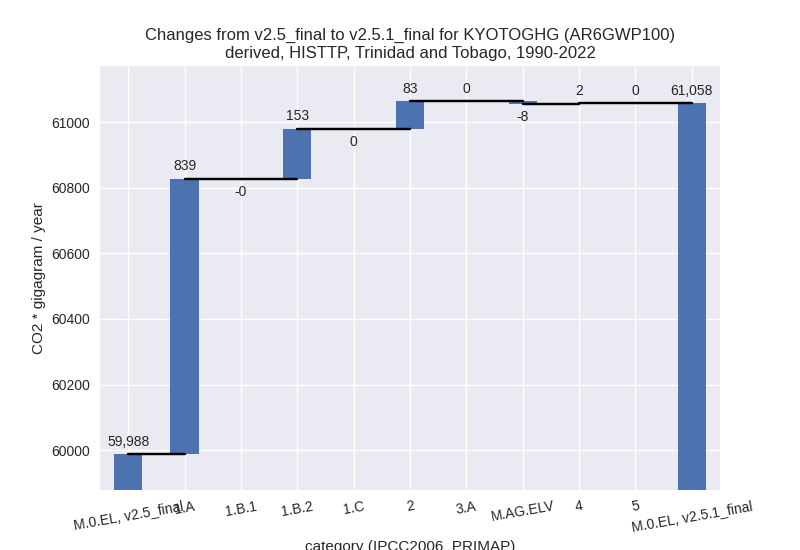 Changes from v2.5_final to v2.5.1_final for KYOTOGHG (AR6GWP100)
derived, HISTTP, Trinidad and Tobago, 1990-2022
83 0 2 0 61,058
61000
-8
153
0
839
60800
-0
60600
CO2 * gigagram / year
60400
60200
59,988
60000
M.0.EL, v2.5_final 1.A 1.B.1 1.B.2 1.C 2 3.A M.AG.ELV 4 5 M.0.EL, v2.5.1_final
category (IPCC2006_PRIMAP)